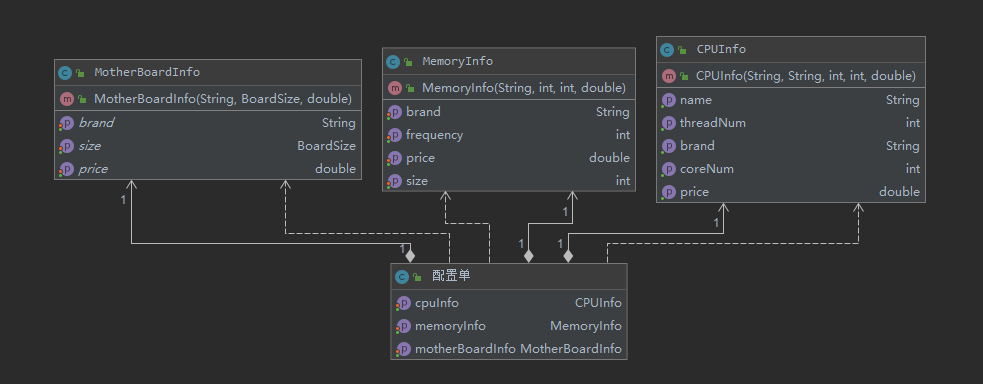 MotherBoardInfo
MotherBoardInfo(String, BoardSize, double)
brand String
size BoardSize
price double
MemoryInfo
MemoryInfo(String, int, int, double)
brand String
frequency int
price double
size int
CPUInfo
CPUInfo(String, String, int, int, double)
name String
threadNum int
brand String
coreNum int
price double
1
1
1
1
1
1
配置单
cpuInfo CPUInfo
memoryInfo MemoryInfo
motherBoardInfo MotherBoardInfo